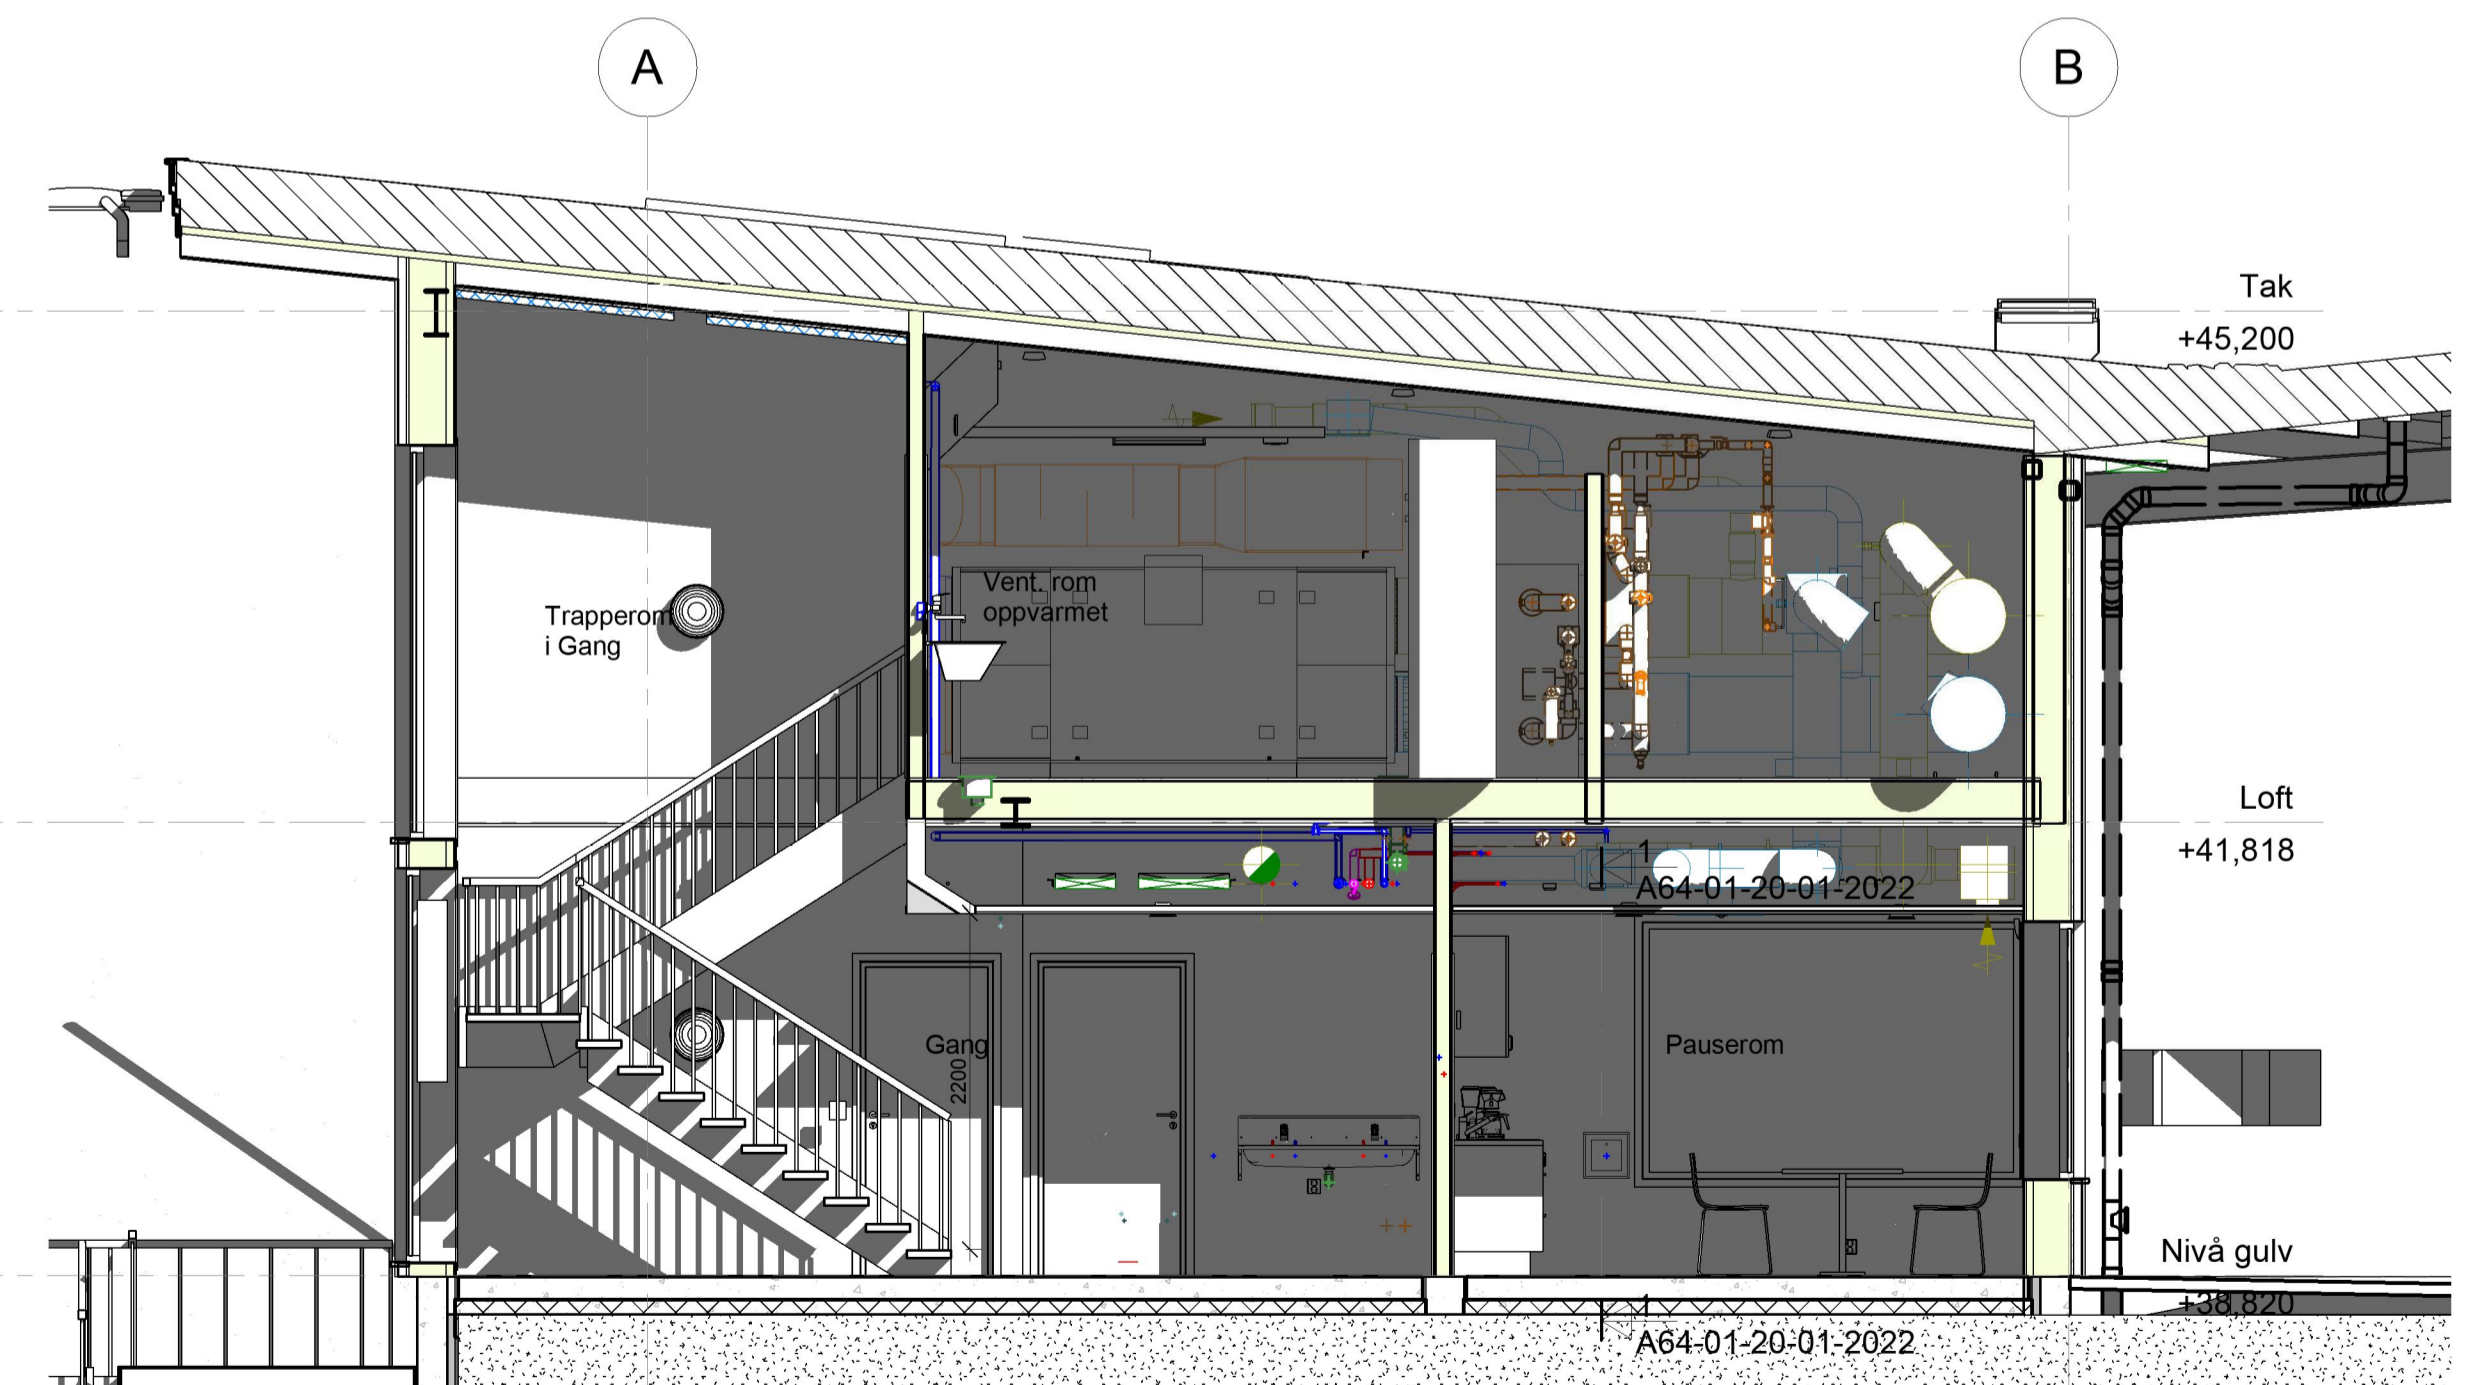 A
B
Tak
+45,200
Vent. rom
oppvarmet
Trapperom
i Gang
Loft
+41,818
1
A64-01-20-01-2022
Gang
2200
Pauserom
Nivå gulv
+38,820
1
A64-01-20-01-2022